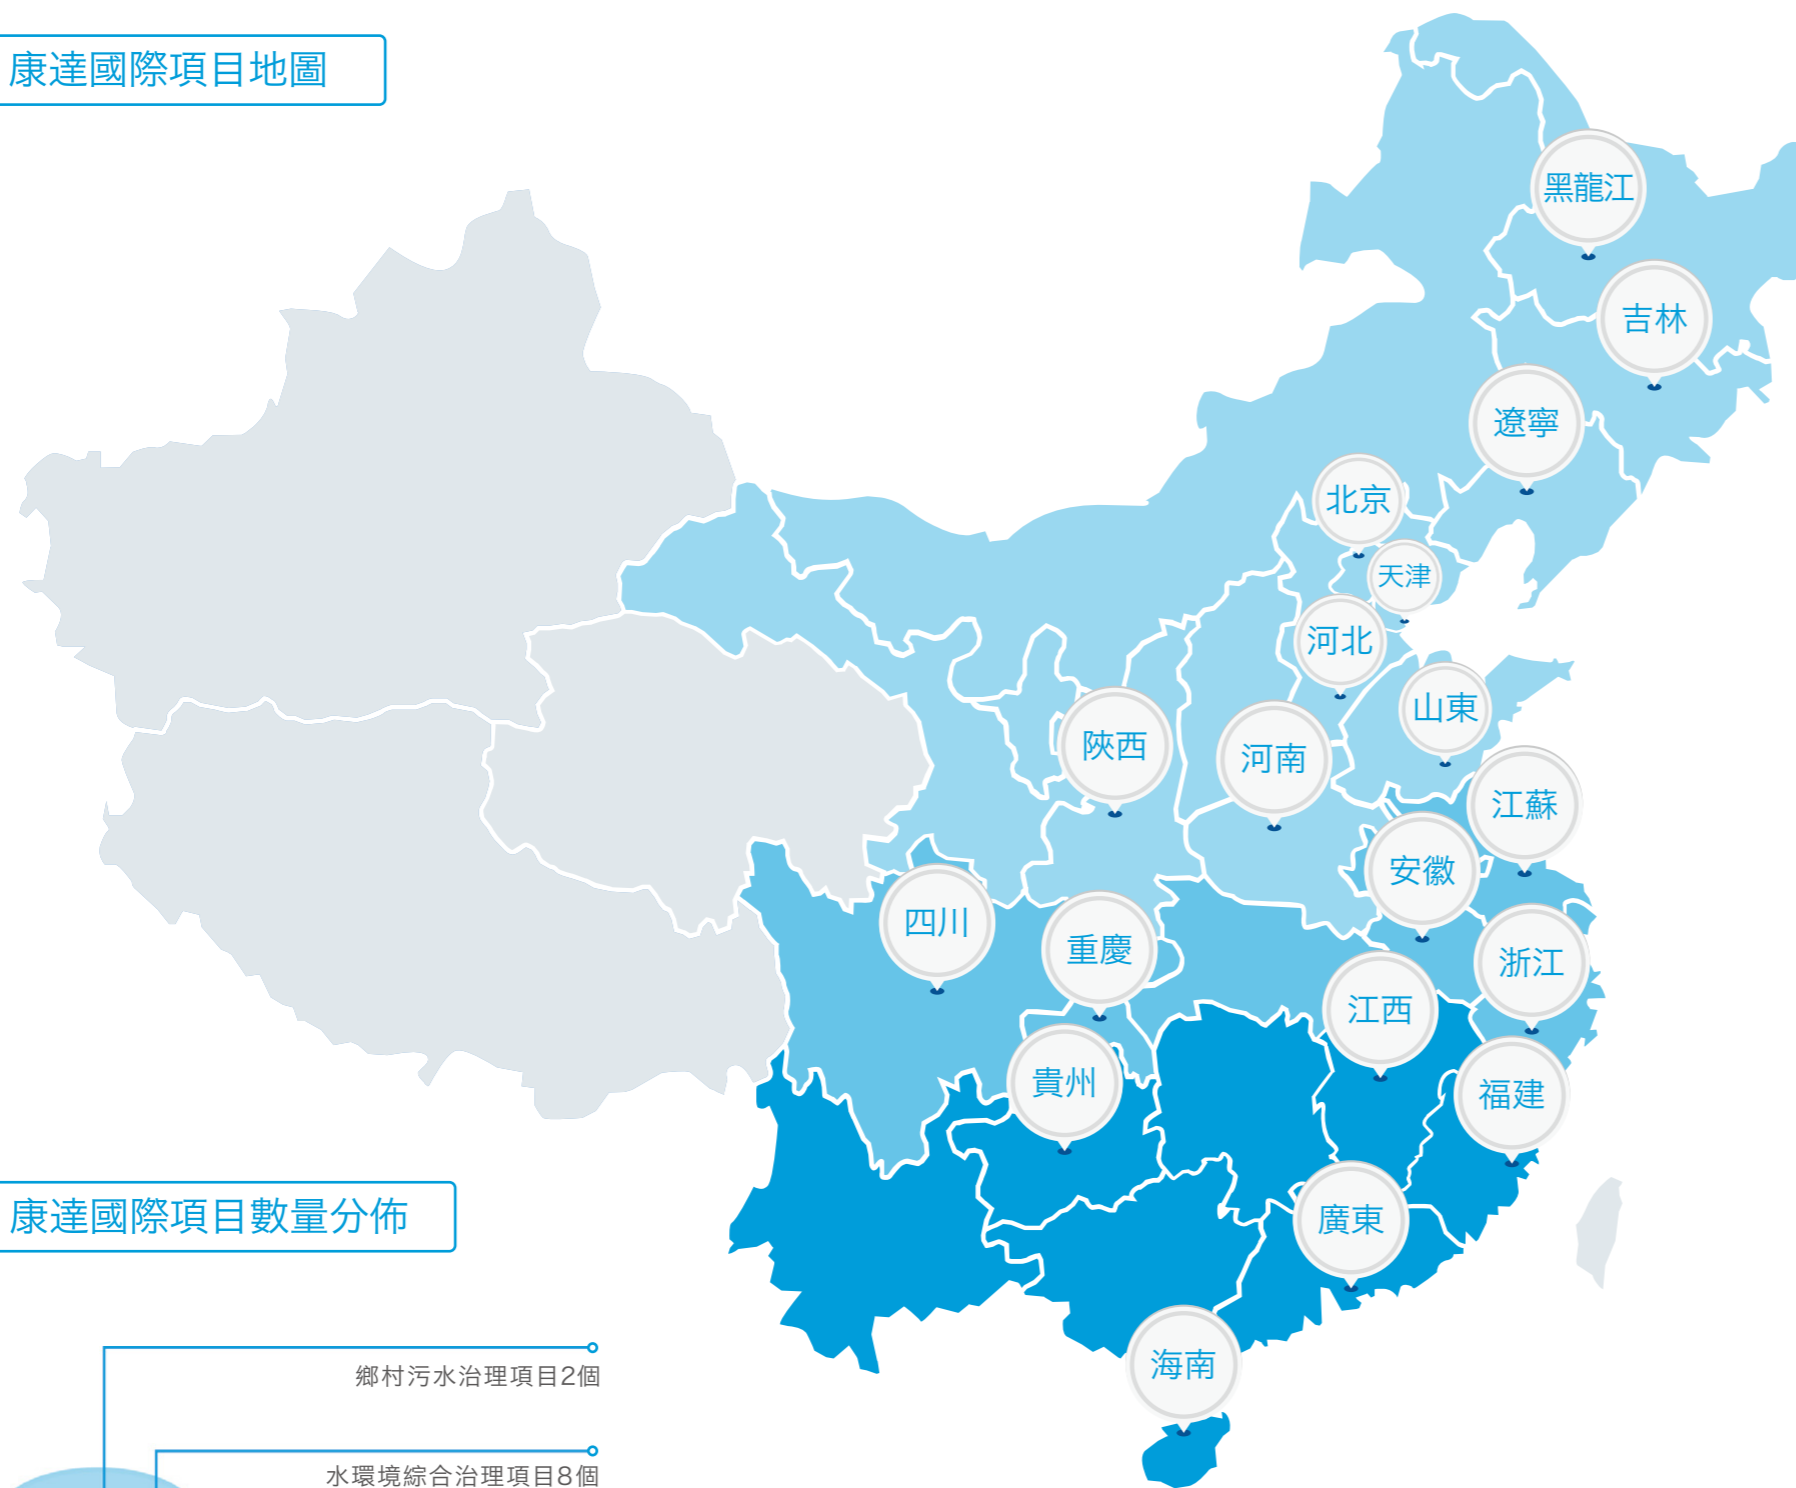 康達國際項目地圖
黑龍江
吉林
遼寧
北京
天津
河北
山東
陝西
河南
江蘇
安徽
四川
重慶
浙江
江西
貴州
福建
廣東
海南
康達國際項目數量分佈
鄉村污水治理項目2個
水環境綜合治理項目8個